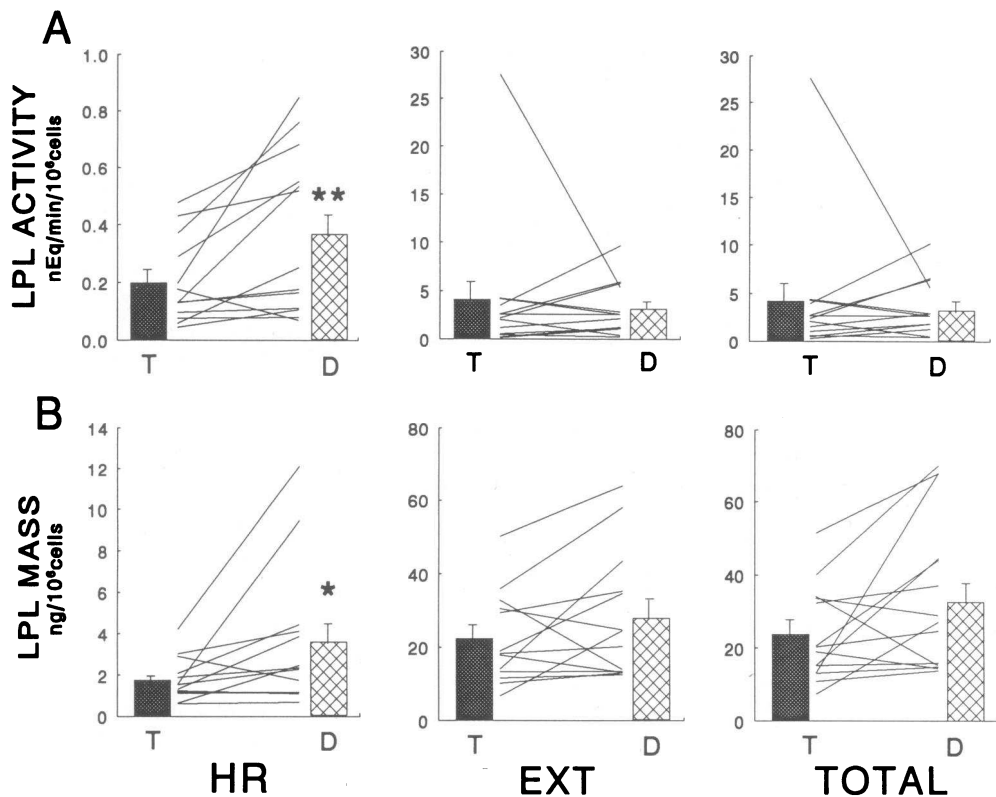 A
LPL ACTIVITY
nEq/min/10⁶cells
1.0
0.8
0.6
0.4
0.2
0.0
**
T
D
30
25
20
15
10
5
0
T
D
30
25
20
15
10
5
0
T
D
B
LPL MASS
ng/10⁶cells
14
12
10
8
6
4
2
0
*
T
D
HR
80
60
40
20
0
T
D
EXT
80
60
40
20
0
T
D
TOTAL